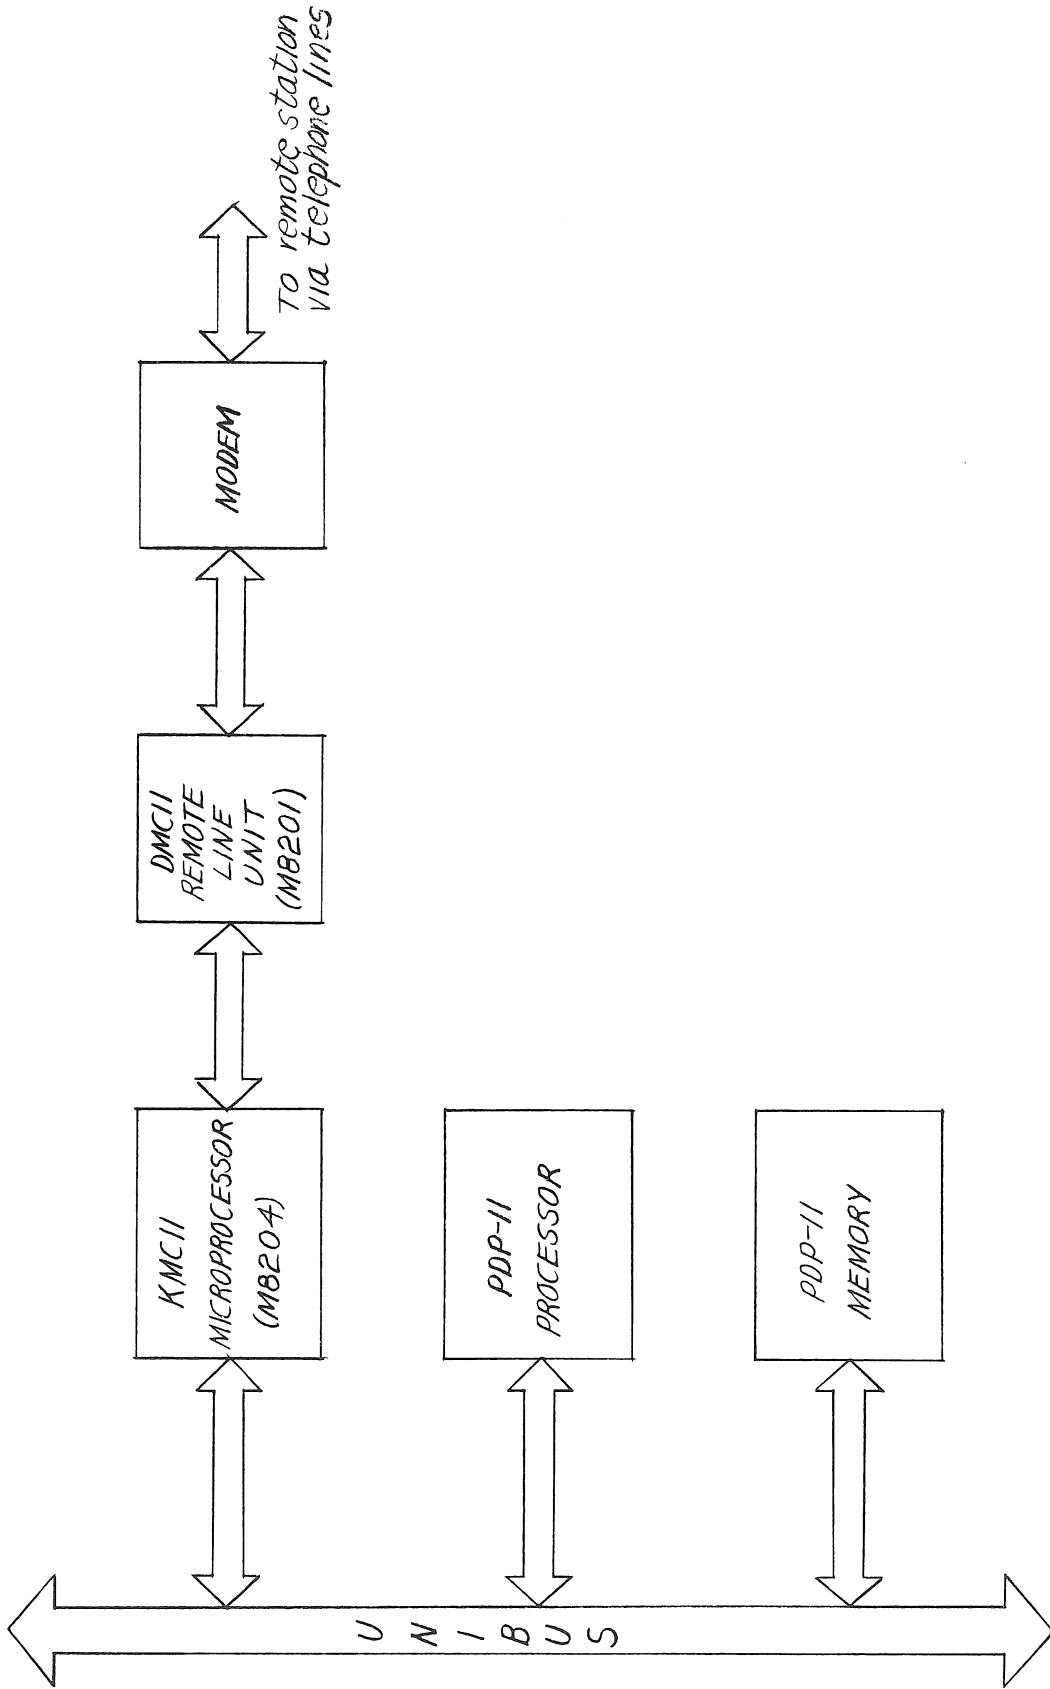 U
N
I
B
U
S
KMC11
MICROPROCESSOR
(M8204)
DMC11
REMOTE
LINE
UNIT
(M8201)
MODEM
To remote station
via telephone lines
PDP-11
PROCESSOR
PDP-11
MEMORY